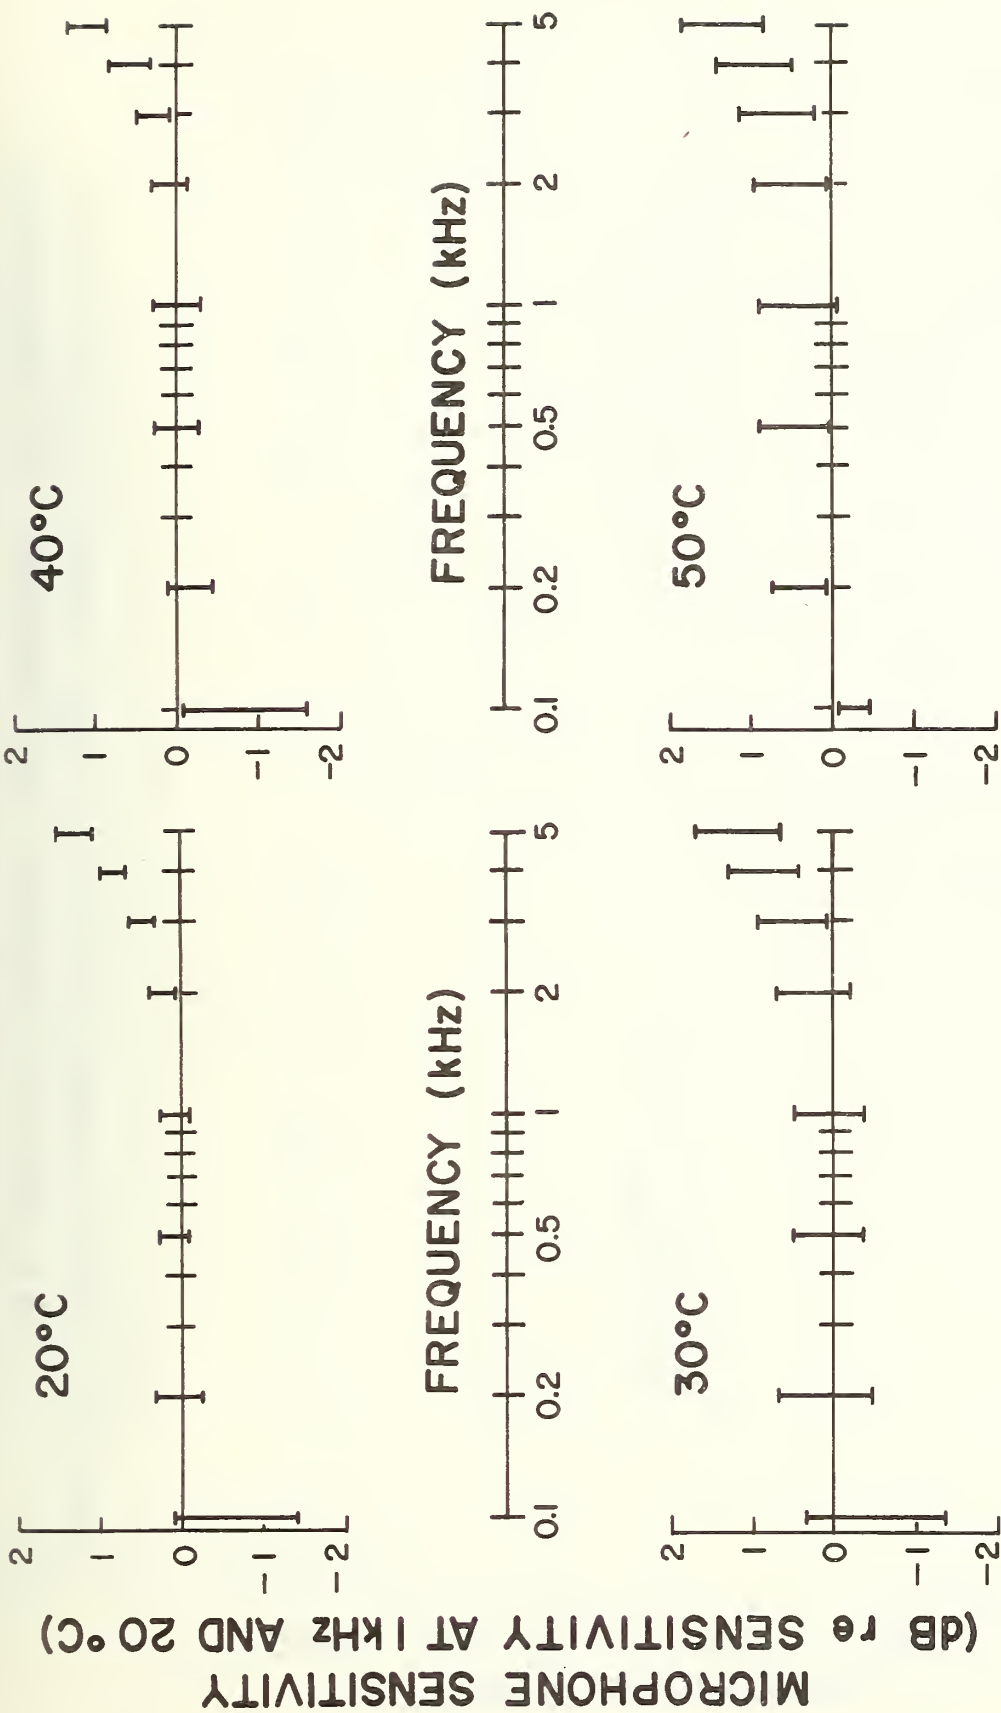 MICROPHONE SENSITIVITY
(dB re SENSITIVITY AT 1 kHz AND 20 °C)
20°C
2
1
0
-1
-2
40°C
2
1
0
-1
-2
FREQUENCY (kHz)
0.1 0.2 0.5 1 2 5
FREQUENCY (kHz)
0.1 0.2 0.5 1 2 5
30°C
2
1
0
-1
-2
50°C
2
1
0
-1
-2